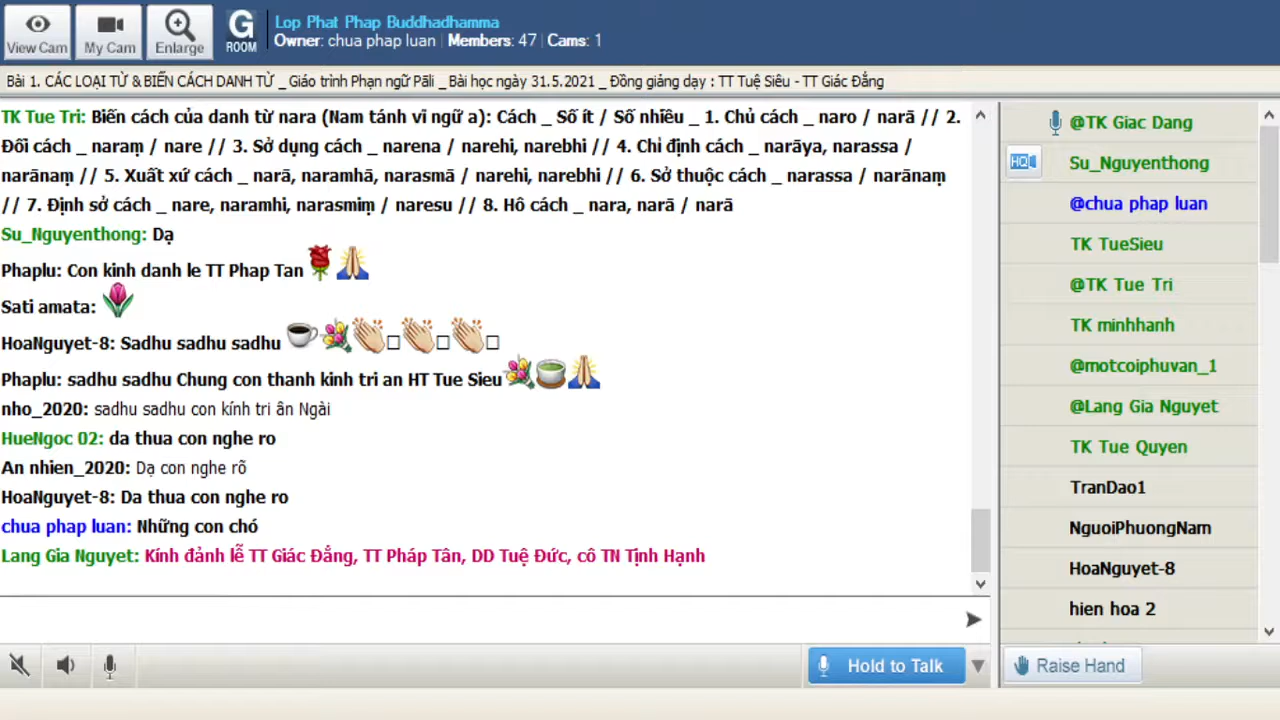 View Cam
My Cam
Enlarge
G
ROOM
Lop Phat Phap Buddhadhamma
Owner: chua phap luan | Members: 47 | Cams: 1
Bài 1. CÁC LOẠI TỪ & BIẾN CÁCH DANH TỪ _ Giáo trình Phạn ngữ Pāli _ Bài học ngày 31.5.2021 _ Đồng giảng dạy : TT Tuệ Siêu - TT Giác Đẳng
TK Tue Tri: Biến cách của danh từ nara (Nam tánh vĩ ngữ a): Cách _ Số ít / Số nhiều _ 1. Chủ cách _ naro / narā // 2.
Đối cách _ naraṃ / nare // 3. Sở dụng cách _ narena / narehi, narebhi // 4. Chỉ định cách _ narāya, narassa /
narānaṃ // 5. Xuất xứ cách _ narā, naramhā, narasmā / narehi, narebhi // 6. Sở thuộc cách _ narassa / narānaṃ
// 7. Định sở cách _ nare, naramhi, narasmiṃ / naresu // 8. Hô cách _ nara, narā / narā
Su_Nguyenthong: Dạ
Phaplu: Con kinh danh le TT Phap Tan
Sati amata:
HoaNguyet-8: Sadhu sadhu sadhu
Phaplu: sadhu sadhu Chung con thanh kinh tri an HT Tue Sieu
nho_2020: sadhu sadhu con kính tri ân Ngài
HueNgoc 02: da thua con nghe ro
An nhien_2020: Dạ con nghe rõ
HoaNguyet-8: Da thua con nghe ro
chua phap luan: Những con chó
Lang Gia Nguyet: Kính đảnh lễ TT Giác Đẳng, TT Pháp Tân, DD Tuệ Đức, cô TN Tịnh Hạnh
Hold to Talk
@TK Giac Dang
HQ
Su_Nguyenthong
@chua phap luan
TK TueSieu
@TK Tue Tri
TK minhhanh
@motcoiphuvan_1
@Lang Gia Nguyet
TK Tue Quyen
TranDao1
NguoiPhuongNam
HoaNguyet-8
hien hoa 2
Raise Hand